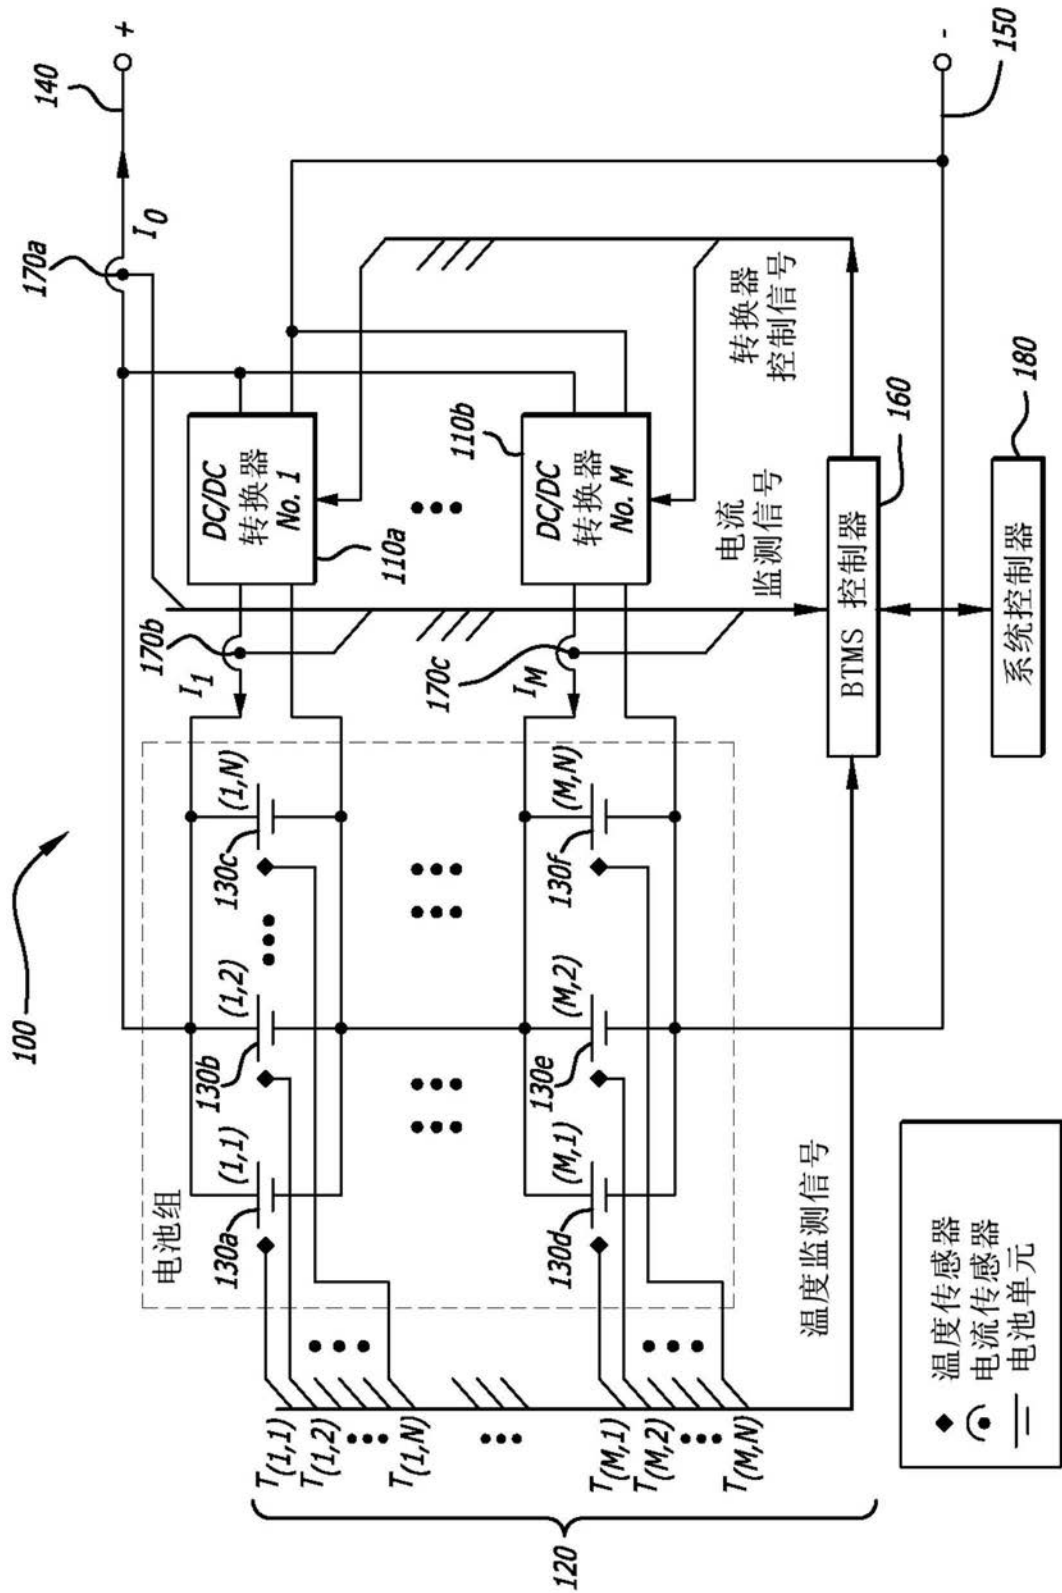 100
电池组
130a
(1,1)
130b
(1,2)
130c
(1,N)
130d
(M,1)
130e
(M,2)
130f
(M,N)
T(1,1)
T(1,2)
T(1,N)
T(M,1)
T(M,2)
T(M,N)
120
温度监测信号
I1
170b
IM
170c
DC/DC
转换器
No. 1
110a
DC/DC
转换器
No. M
110b
170a
I0
140
+
-
150
电流
监测信号
转换器
控制信号
BTMS 控制器
160
系统控制器
180
温度传感器
电流传感器
电池单元